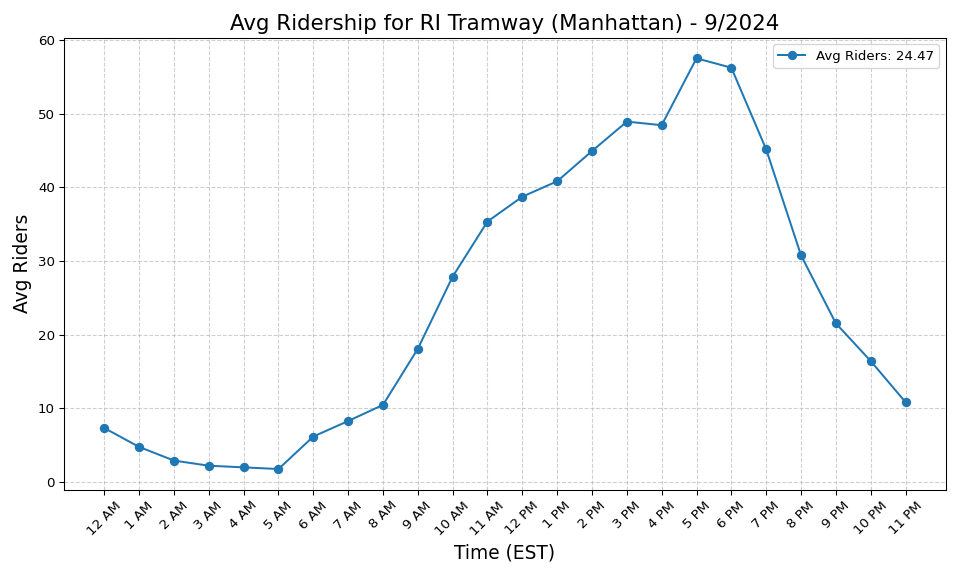 Avg Ridership for RI Tramway (Manhattan) - 9/2024
Avg Riders: 24.47
60
50
40
30
20
10
0
Avg Riders
12 AM
1 AM
2 AM
3 AM
4 AM
5 AM
6 AM
7 AM
8 AM
9 AM
10 AM
11 AM
12 PM
1 PM
2 PM
3 PM
4 PM
5 PM
6 PM
7 PM
8 PM
9 PM
10 PM
11 PM
Time (EST)